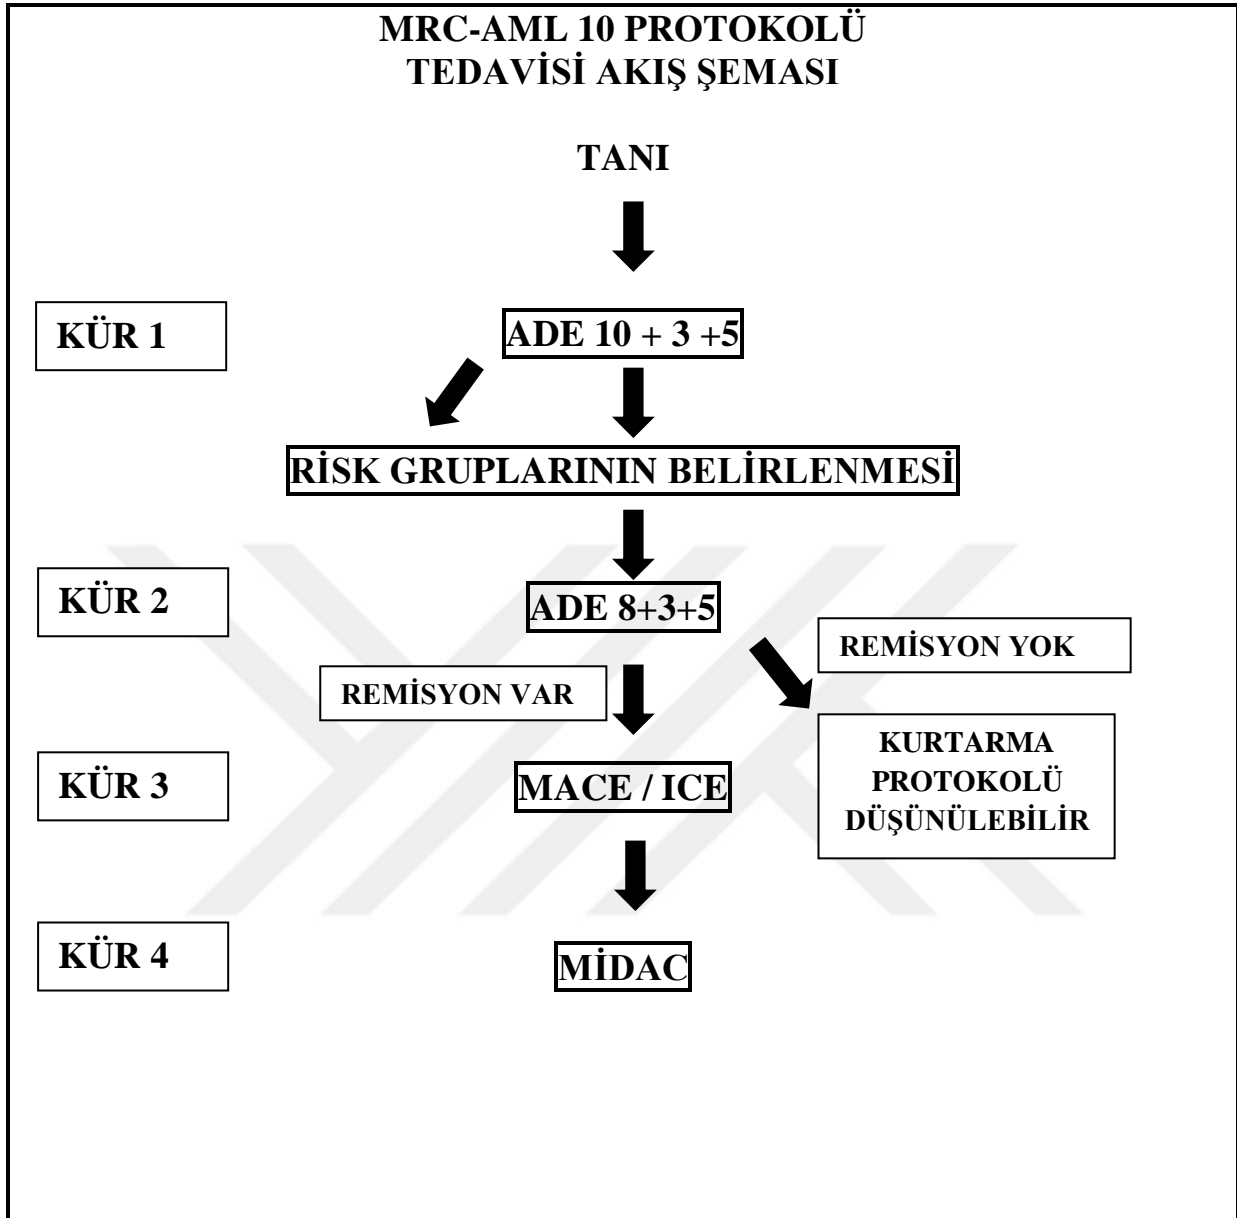 MRC-AML 10 PROTOKOLÜ
TEDAVİSİ AKIŞ ŞEMASI
TANI
KÜR 1
ADE 10 + 3 +5
RİSK GRUPLARININ BELİRLENMESİ
KÜR 2
ADE 8+3+5
REMİSYON YOK
REMİSYON VAR
KURTARMA
PROTOKOLÜ
DÜŞÜNÜLEBİLİR
KÜR 3
MACE / ICE
KÜR 4
MİDAC